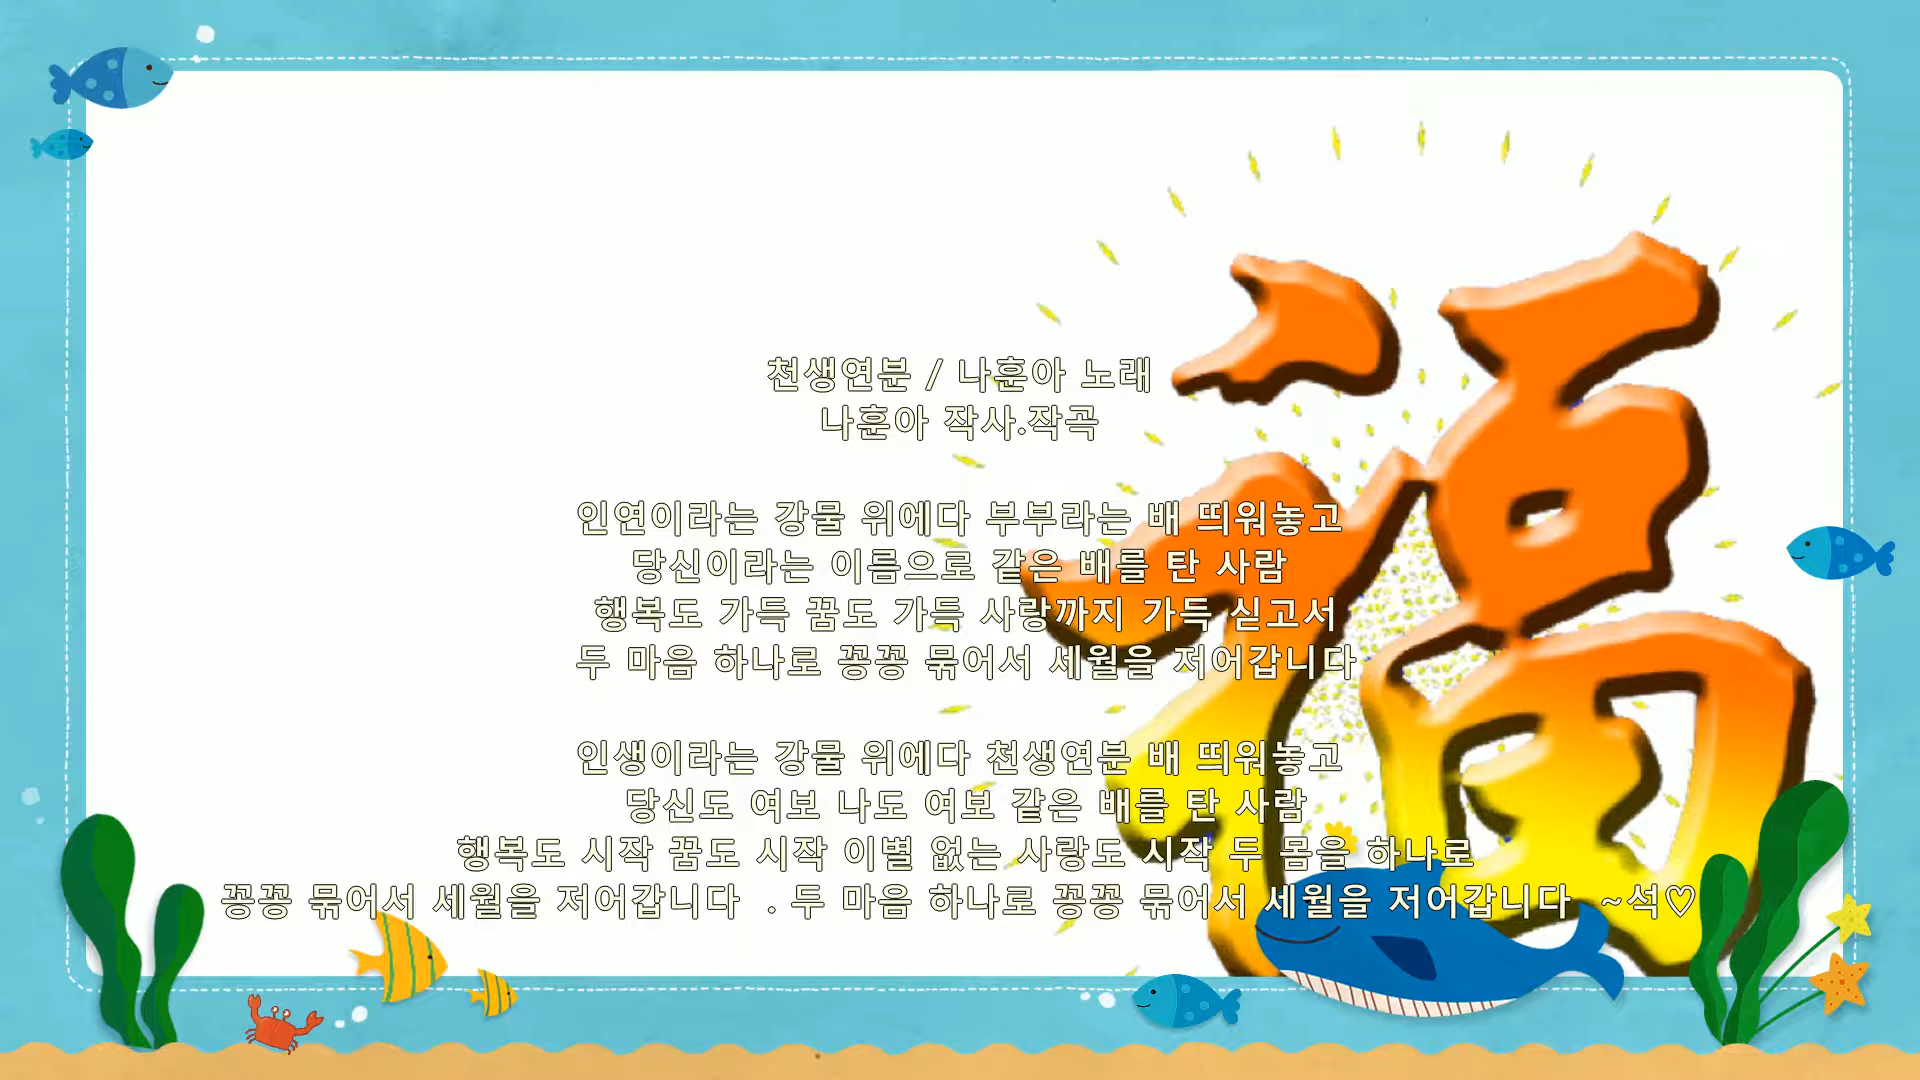 천생연분 / 나훈아 노래
나훈아 작사.작곡
인연이라는 강물 위에다 부부라는 배 띄워놓고
당신이라는 이름으로 같은 배를 탄 사람
행복도 가득 꿈도 가득 사랑까지 가득 싣고서
두 마음 하나로 꽁꽁 묶어서 세월을 저어갑니다
인생이라는 강물 위에다 천생연분 배 띄워놓고
당신도 여보 나도 여보 같은 배를 탄 사람
행복도 시작 꿈도 시작 이별 없는 사랑도 시작 두 몸을 하나로
꽁꽁 묶어서 세월을 저어갑니다 . 두 마음 하나로 꽁꽁 묶어서 세월을 저어갑니다 ~석♡
福